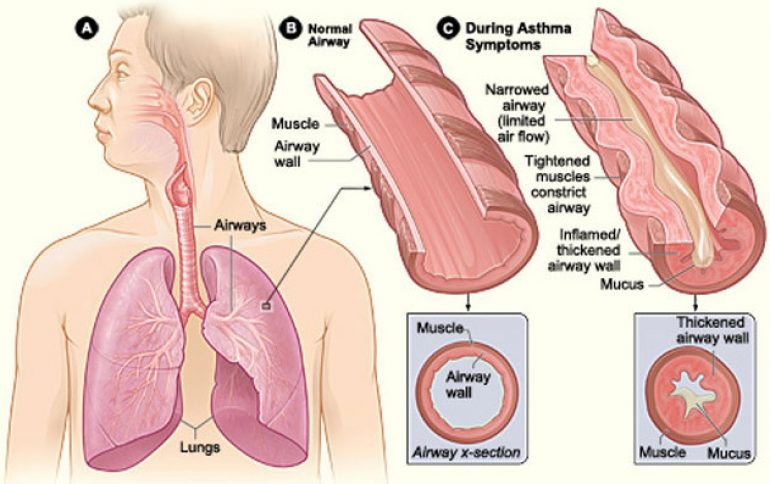 A
Airways
Lungs
B Normal
Airway
Muscle
Airway
wall
Muscle
Airway
wall
Airway x-section
C During Asthma
Symptoms
Narrowed
airway
(limited
air flow)
Tightened
muscles
constrict
airway
Inflamed/
thickened
airway wall
Mucus
Thickened
airway wall
Muscle
Mucus